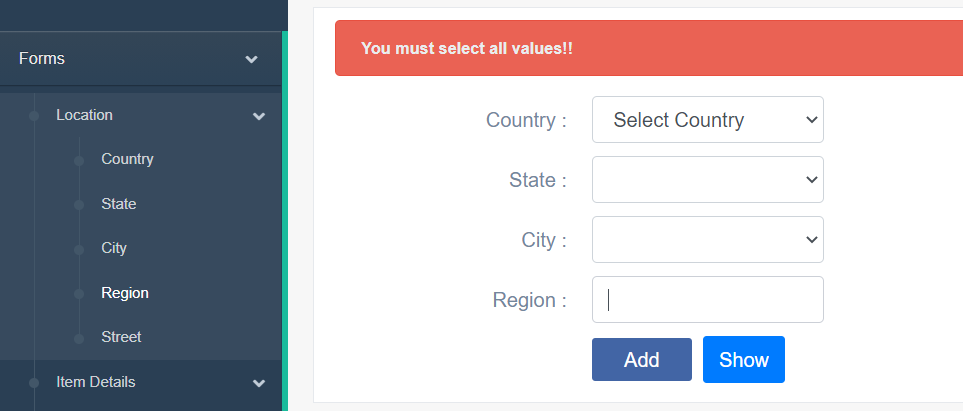 Forms
Location
Country
State
City
Region
Street
Item Details
You must select all values!!
Country : Select Country
State :
City :
Region :
Add Show